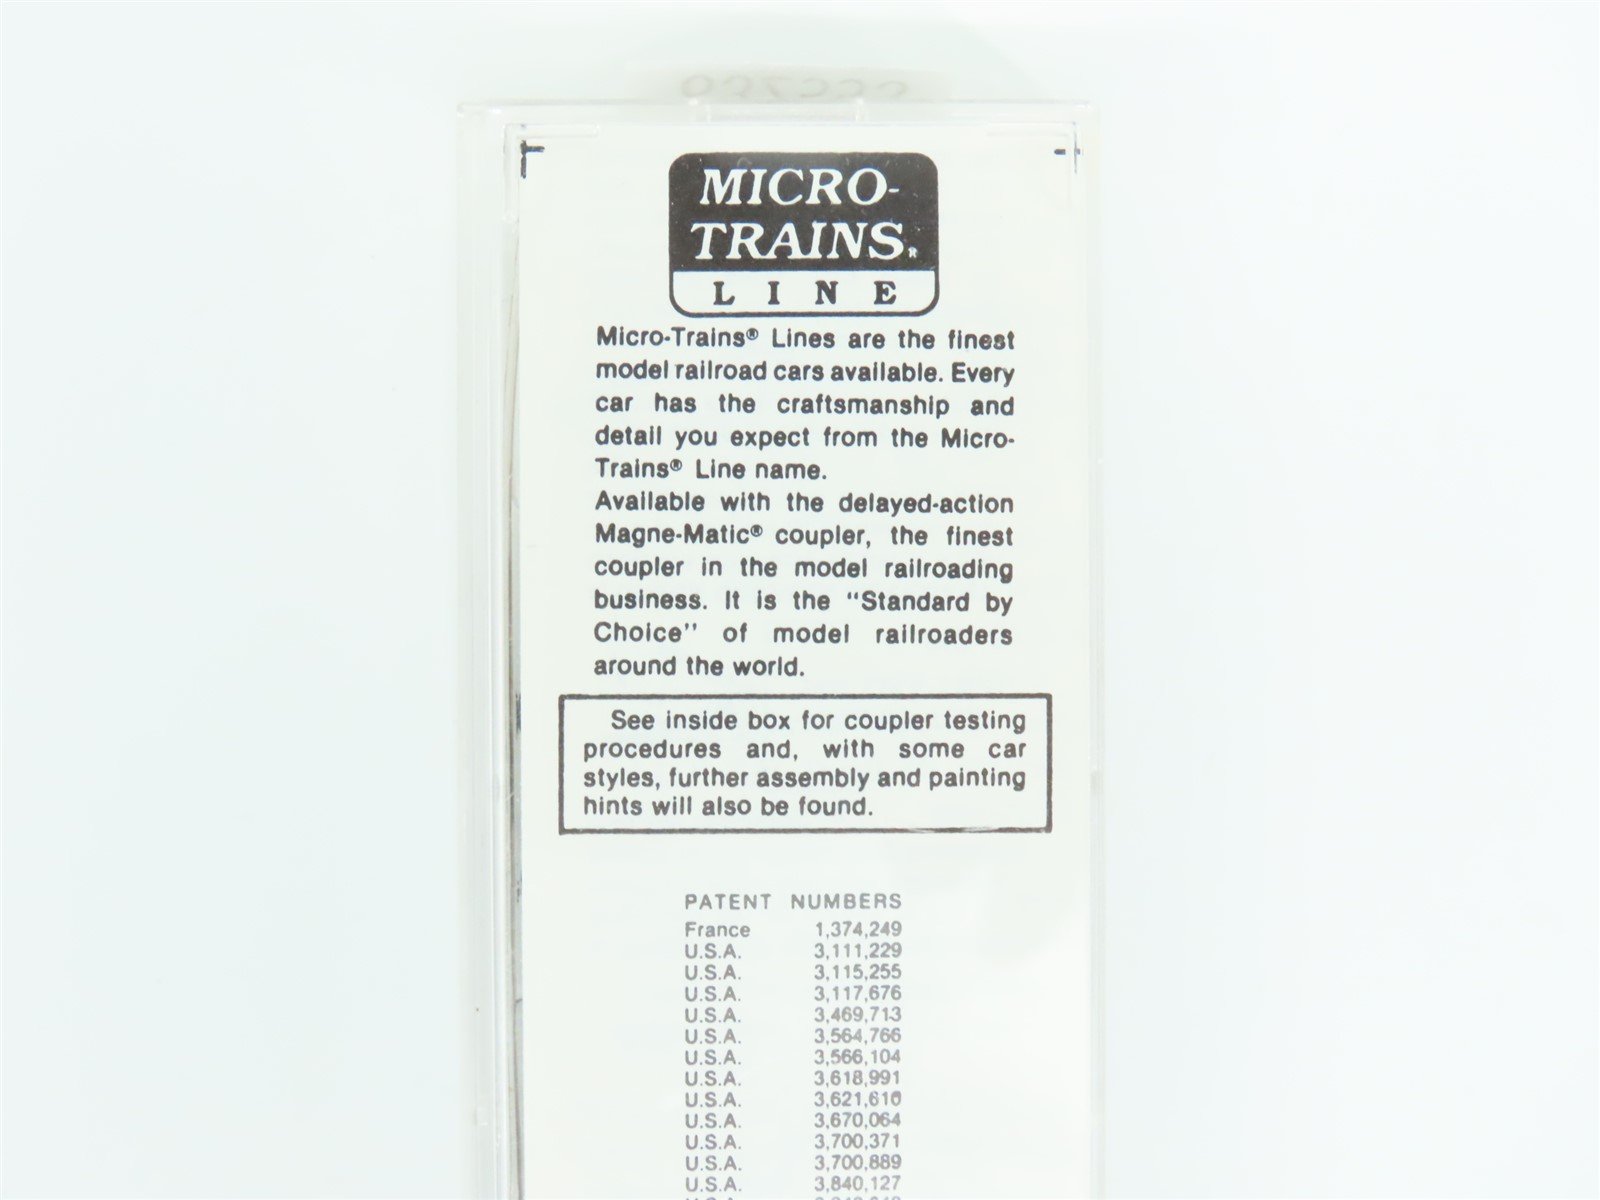 MICRO-
TRAINS®
LINE
Micro-Trains® Lines are the finest
model railroad cars available. Every
car has the craftsmanship and
detail you expect from the Micro-
Trains® Line name.
Available with the delayed-action
Magne-Matic® coupler, the finest
coupler in the model railroading
business. It is the "Standard by
Choice" of model railroaders
around the world.
See inside box for coupler testing
procedures and, with some car
styles, further assembly and painting
hints will also be found.
PATENT NUMBERS
France 1,374,249
U.S.A. 3,111,229
U.S.A. 3,115,255
U.S.A. 3,117,676
U.S.A. 3,469,713
U.S.A. 3,564,766
U.S.A. 3,566,104
U.S.A. 3,618,991
U.S.A. 3,621,610
U.S.A. 3,670,064
U.S.A. 3,700,371
U.S.A. 3,700,889
U.S.A. 3,840,127